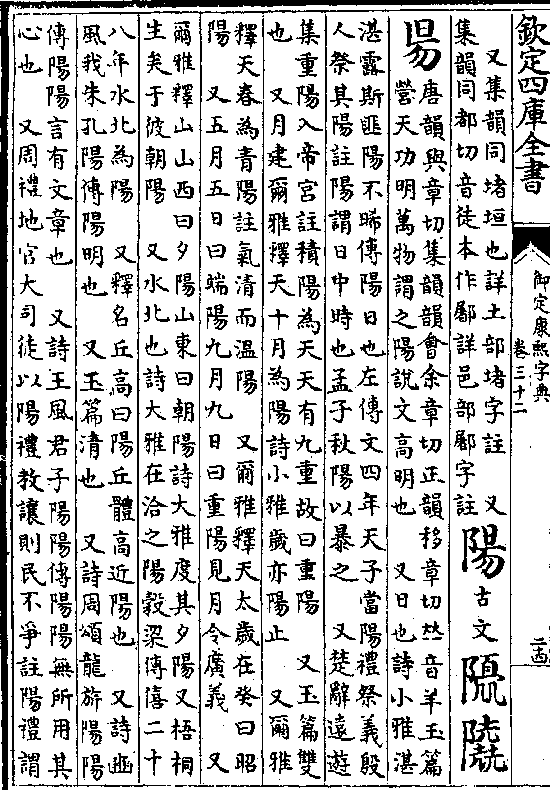 欽定四庫全書
御定康熙字典
卷三十二
二十四
又集韻同堵垣也詳土部堵字註　又
集韻同都切音徒本作䣝詳邑部䣝字註
陽 古文
昜
唐韻與章切集韻韻會余章切正韻移章切𠀤音羊玉篇
營天功明萬物謂之陽說文高明也　又日也詩小雅湛
湛露斯匪陽不晞傳陽日也左傳文四年天子當陽禮祭義殷
人祭其陽註陽謂日中時也孟子秋陽以暴之　又楚辭遠遊
集重陽入帝宮註積陽為天天有九重故曰重陽　又玉篇雙
也　又月建爾雅釋天十月為陽詩小雅歲亦陽止　又爾雅
釋天春為青陽註氣清而溫陽　又爾雅釋天太歲在癸曰昭
陽　又五月五日曰端陽九月九日曰重陽見月令廣義　又
爾雅釋山山西曰夕陽山東曰朝陽詩大雅度其夕陽又梧桐
生矣于彼朝陽　又水北也詩大雅在洽之陽穀梁傳僖二十
八年水北為陽　又釋名丘高曰陽丘體高近陽也　又詩豳
風我朱孔陽傳陽明也　又玉篇清也　又詩周頌龍旂陽陽
傳陽陽言有文章也　又詩王風君子陽陽傳陽陽無所用其
心也　又周禮地官大司徒以陽禮教讓則民不爭註陽禮謂